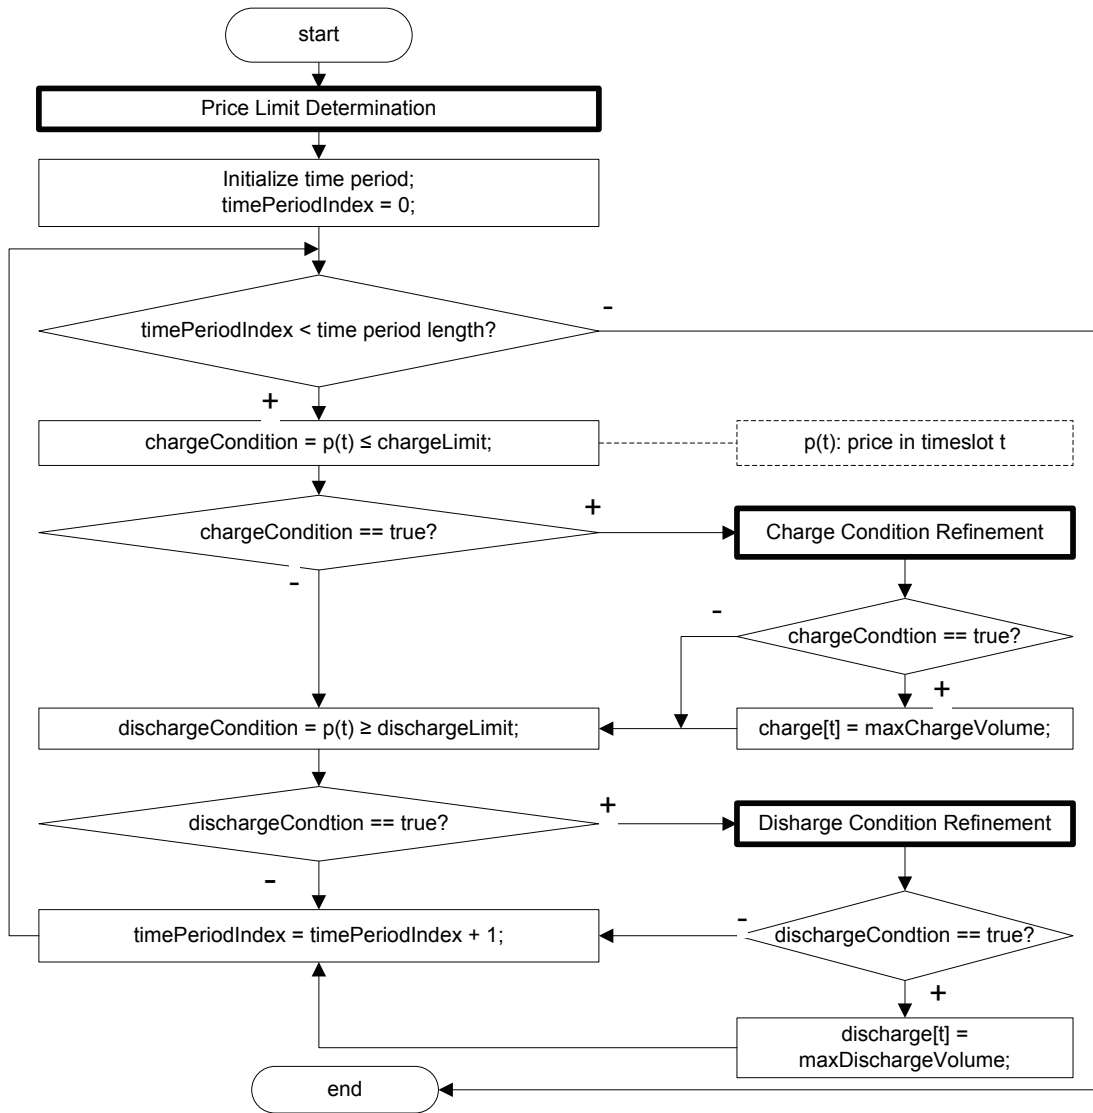 start
Price Limit Determination
Initialize time period;
timePeriodIndex = 0;
timePeriodIndex < time period length?
-
+
chargeCondition = p(t) ≤ chargeLimit;
p(t): price in timeslot t
chargeCondition == true?
+
-
Charge Condition Refinement
-
chargeCondtion == true?
+
dischargeCondition = p(t) ≥ dischargeLimit;
charge[t] = maxChargeVolume;
dischargeCondtion == true?
+
-
Disharge Condition Refinement
timePeriodIndex = timePeriodIndex + 1;
-
dischargeCondtion == true?
+
discharge[t] =
maxDischargeVolume;
end